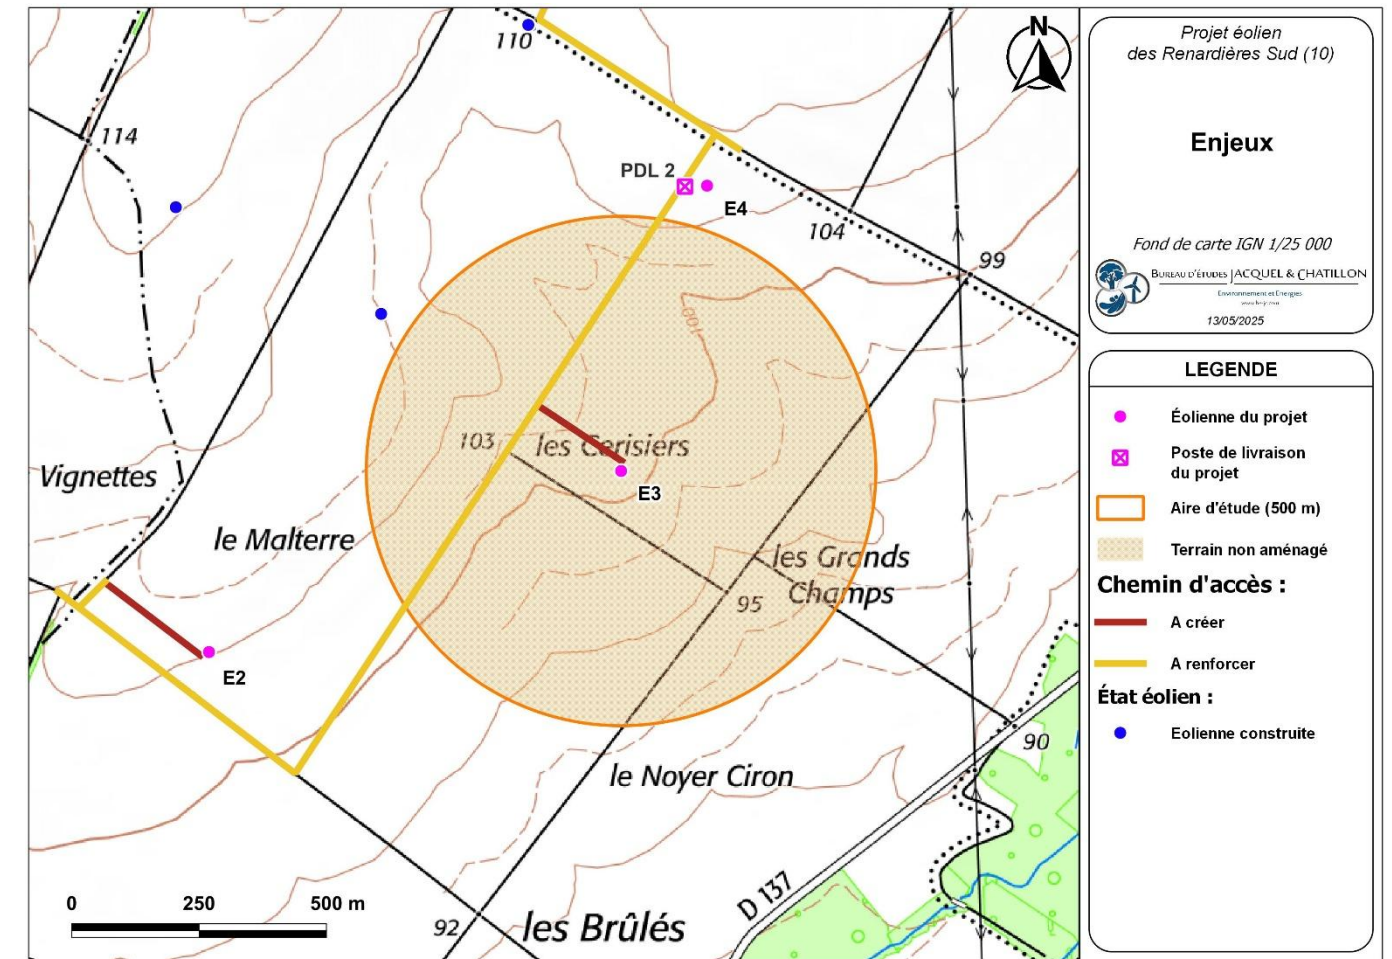 110
114
PDL 2
E4
104
99
100
103
les Cerisiers
E3
Vignettes
le Malterre
les Grands
Champs
95
E2
90
le Noyer Ciron
D 137
92
les Brûlés
0 250 500 m
N
Projet éolien
des Renardières Sud (10)
Enjeux
Fond de carte IGN 1/25 000
BUREAU D'ÉTUDES JACQUEL & CHATILLON
Environnement et Energies
13/05/2025
LEGENDE
Éolienne du projet
Poste de livraison
du projet
Aire d'étude (500 m)
Terrain non aménagé
Chemin d'accès :
A créer
A renforcer
État éolien :
Eolienne construite